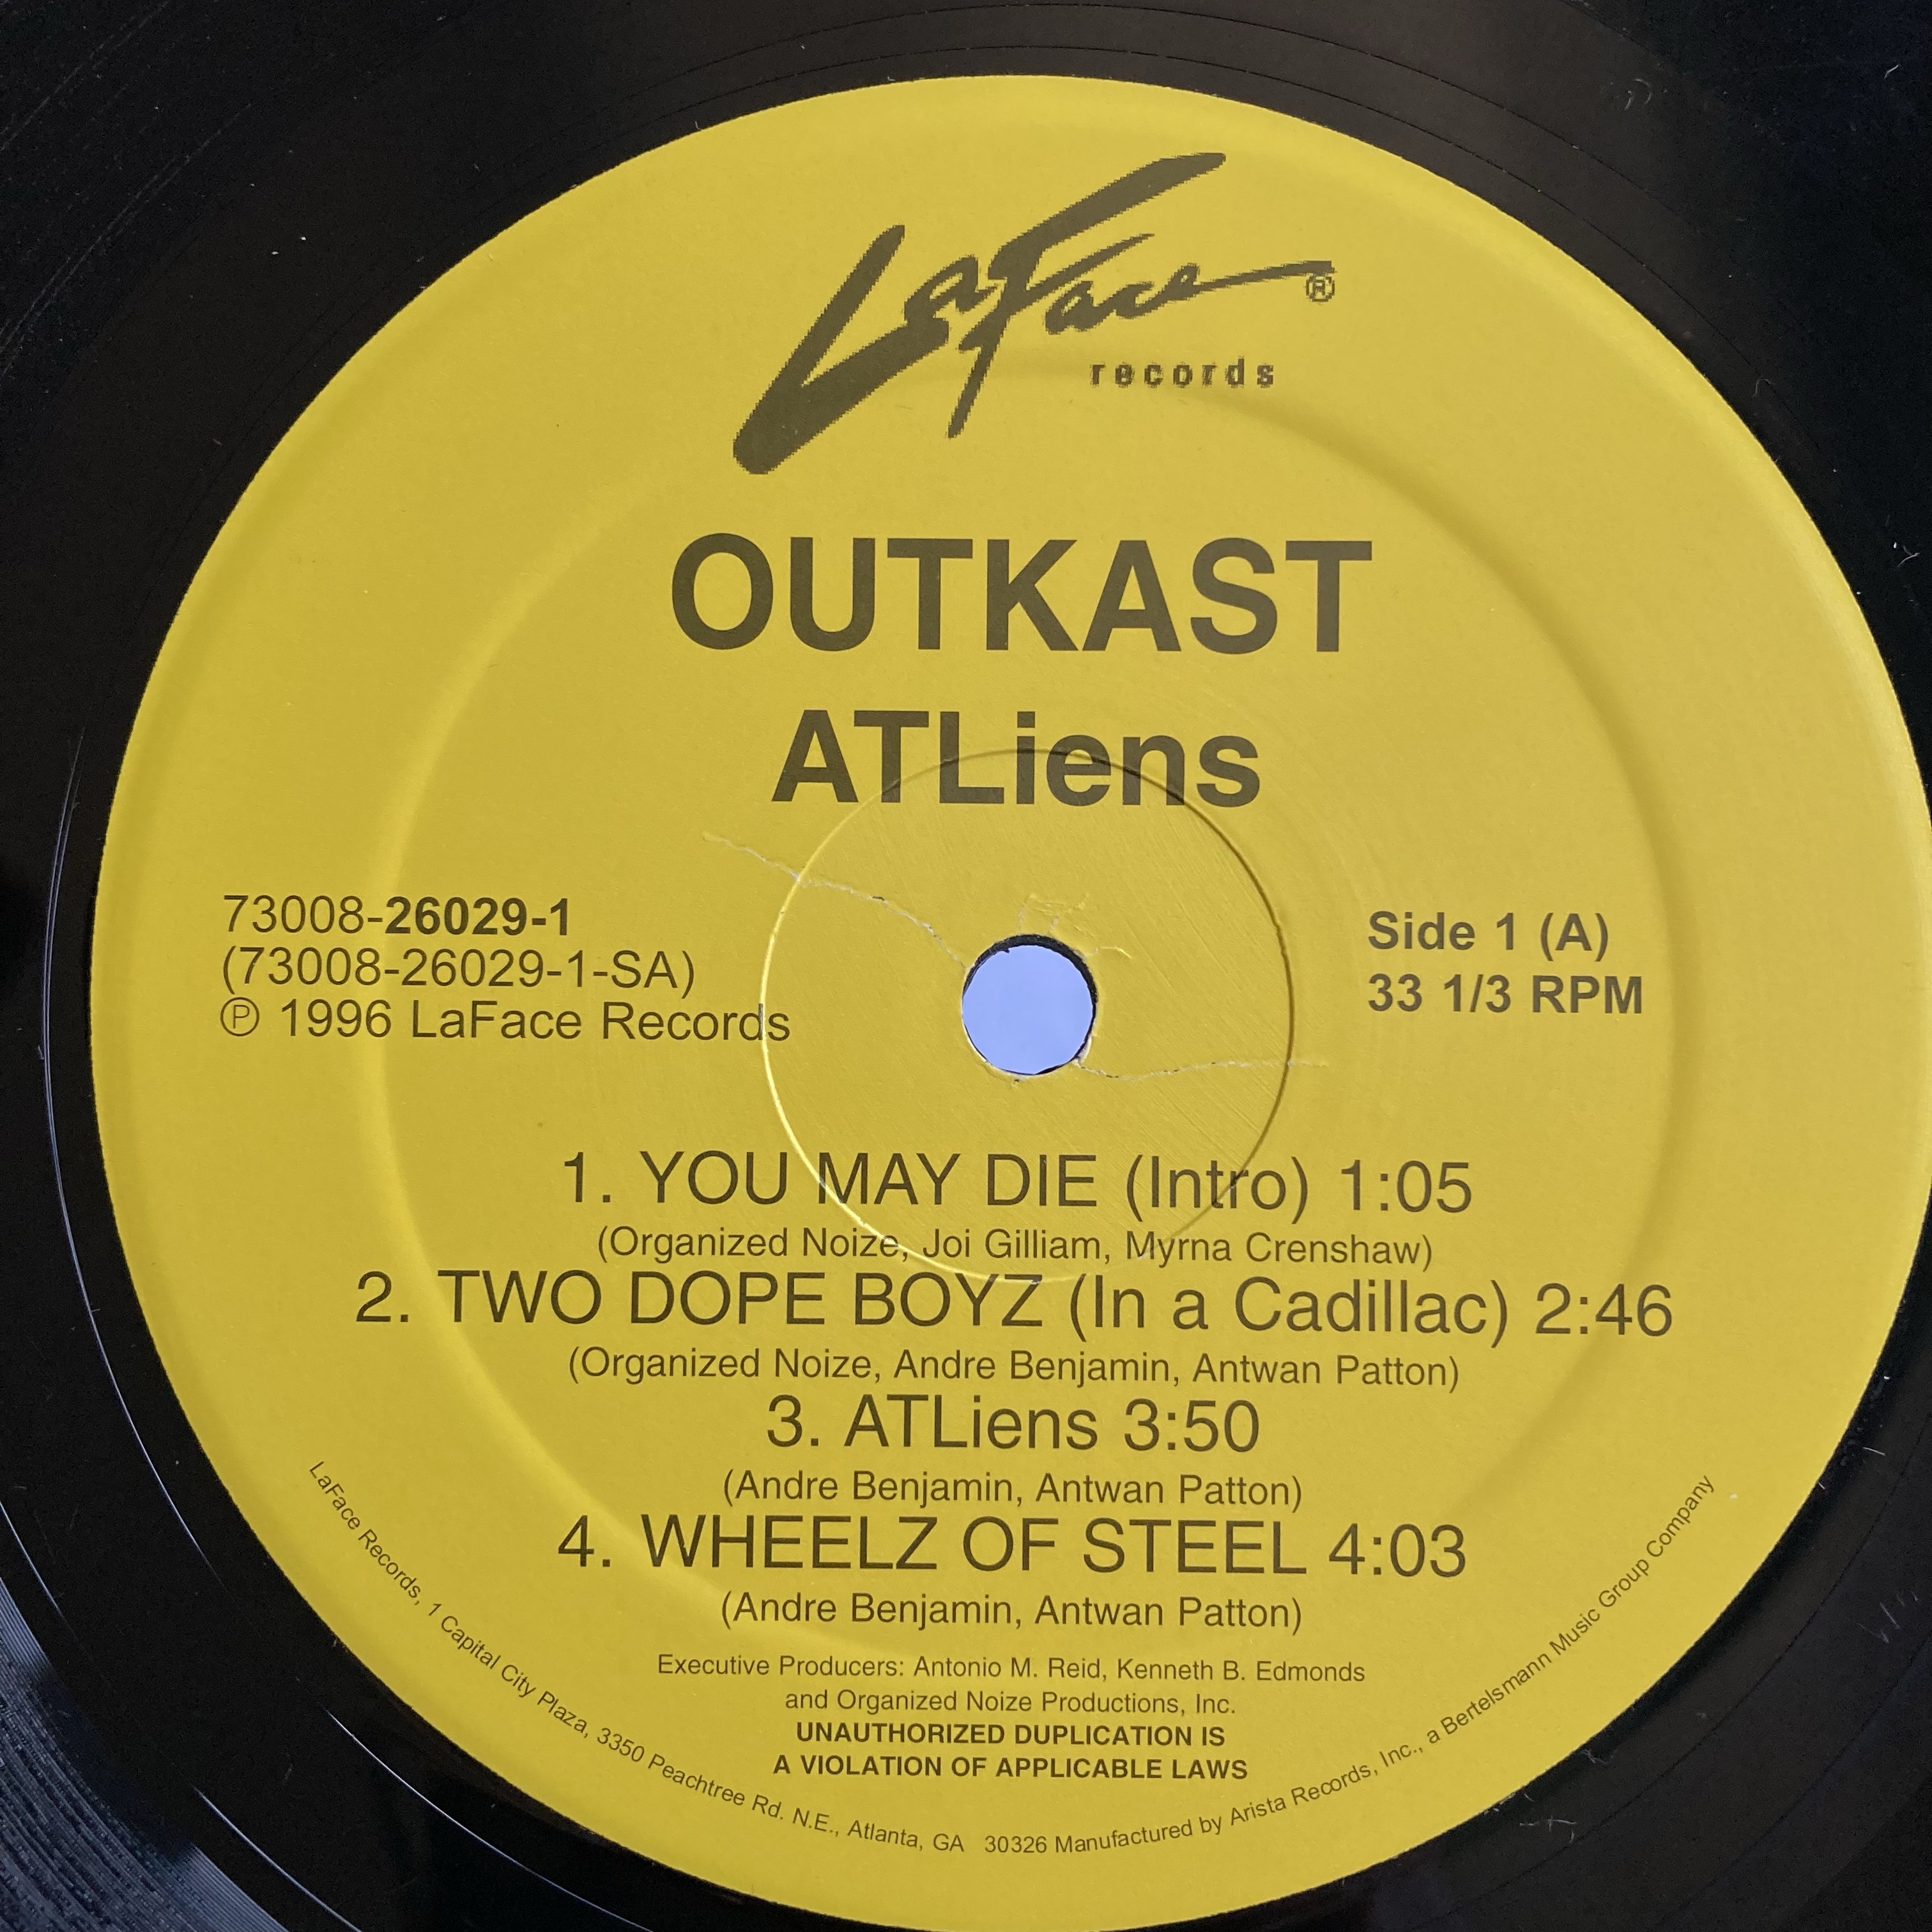 LaFace ®
records
OUTKAST
ATLiens
73008-26029-1
(73008-26029-1-SA)
℗ 1996 LaFace Records
Side 1 (A)
33 1/3 RPM
1. YOU MAY DIE (Intro) 1:05
(Organized Noize, Joi Gilliam, Myrna Crenshaw)
2. TWO DOPE BOYZ (In a Cadillac) 2:46
(Organized Noize, Andre Benjamin, Antwan Patton)
3. ATLiens 3:50
(Andre Benjamin, Antwan Patton)
4. WHEELZ OF STEEL 4:03
(Andre Benjamin, Antwan Patton)
Executive Producers: Antonio M. Reid, Kenneth B. Edmonds
and Organized Noize Productions, Inc.
UNAUTHORIZED DUPLICATION IS
A VIOLATION OF APPLICABLE LAWS
LaFace Records, 1 Capital City Plaza, 3350 Peachtree Rd. N.E., Atlanta, GA 30326 Manufactured by Arista Records, Inc., a Bertelsmann Music Group Company